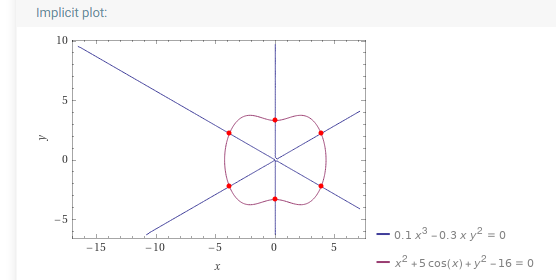 Implicit plot:
10
5
0
−5
y
−15 −10 −5 0 5
x
0.1 x³ − 0.3 x y² = 0
x² + 5 cos(x) + y² − 16 = 0